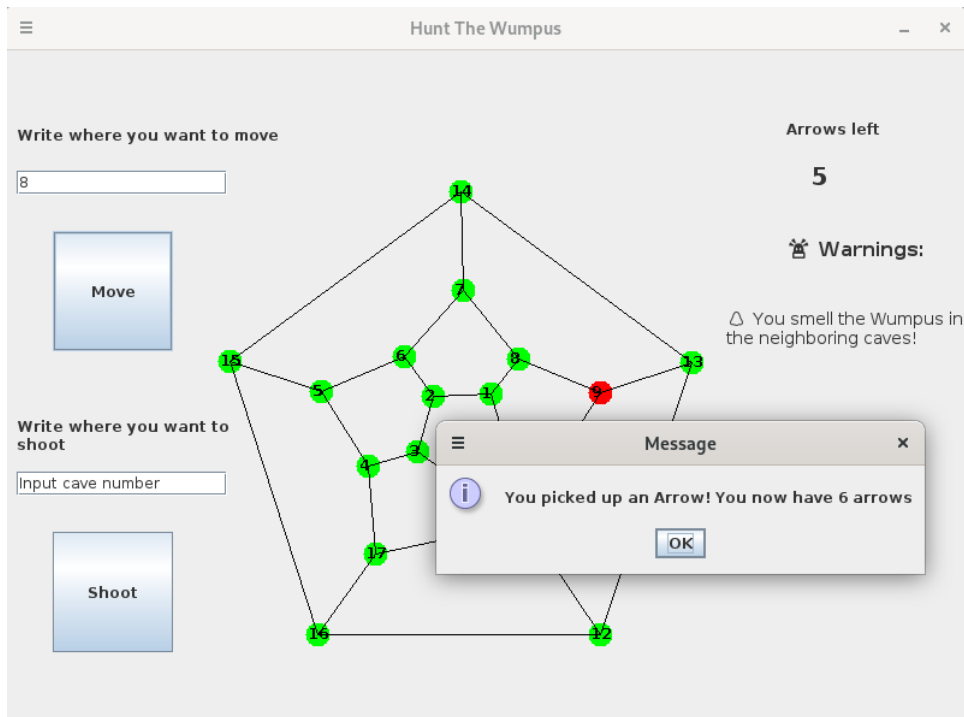 Hunt The Wumpus
Write where you want to move
8
Move
Write where you want to
shoot
Input cave number
Shoot
Arrows left
5
Warnings:
You smell the Wumpus in
the neighboring caves!
14
7
15
6
8
13
5
2
1
9
3
4
17
16
12
Message
You picked up an Arrow! You now have 6 arrows
OK